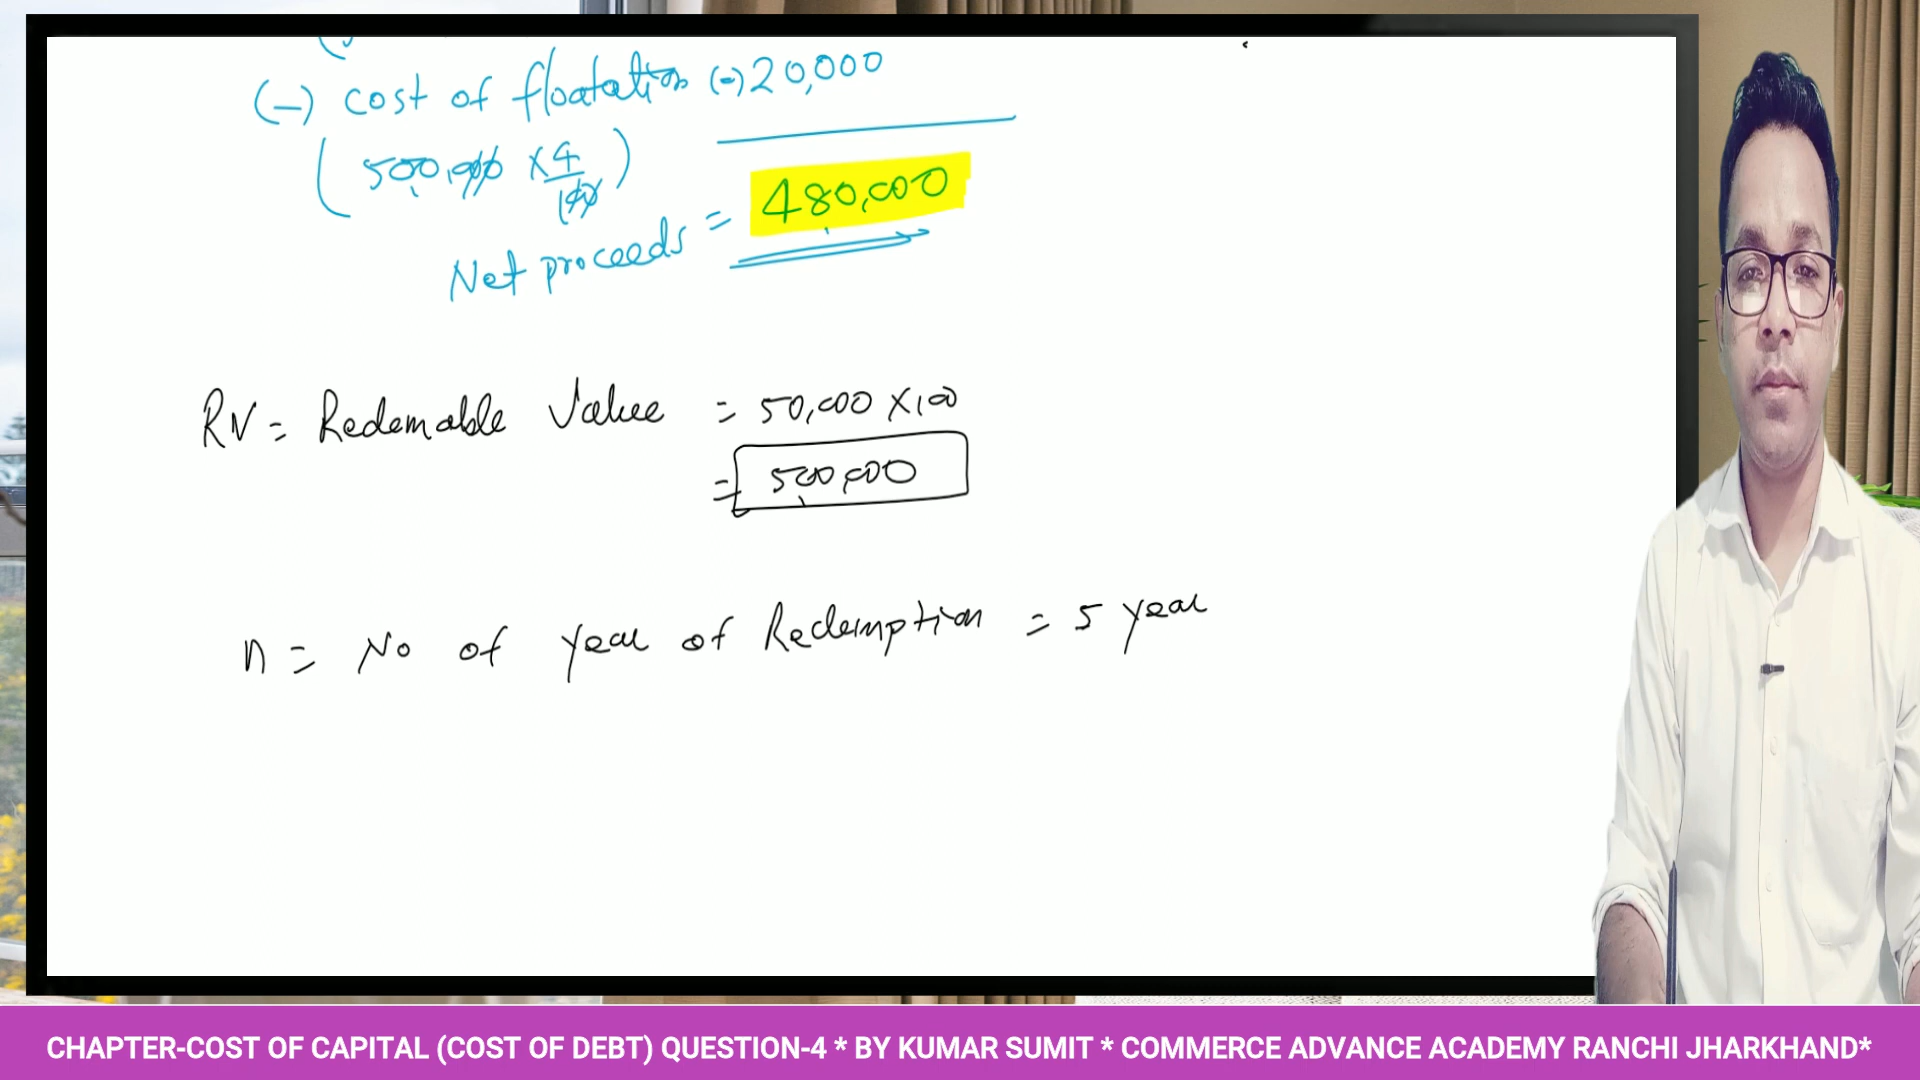 (-) cost of floatation (-) 20,000
(500,000 × 4/100)
Net proceeds = 480,000
RV = Redemable Value = 50,000 × 100
= 500,000
n = No of year of Redemption = 5 year
CHAPTER-COST OF CAPITAL (COST OF DEBT) QUESTION-4 * BY KUMAR SUMIT * COMMERCE ADVANCE ACADEMY RANCHI JHARKHAND*